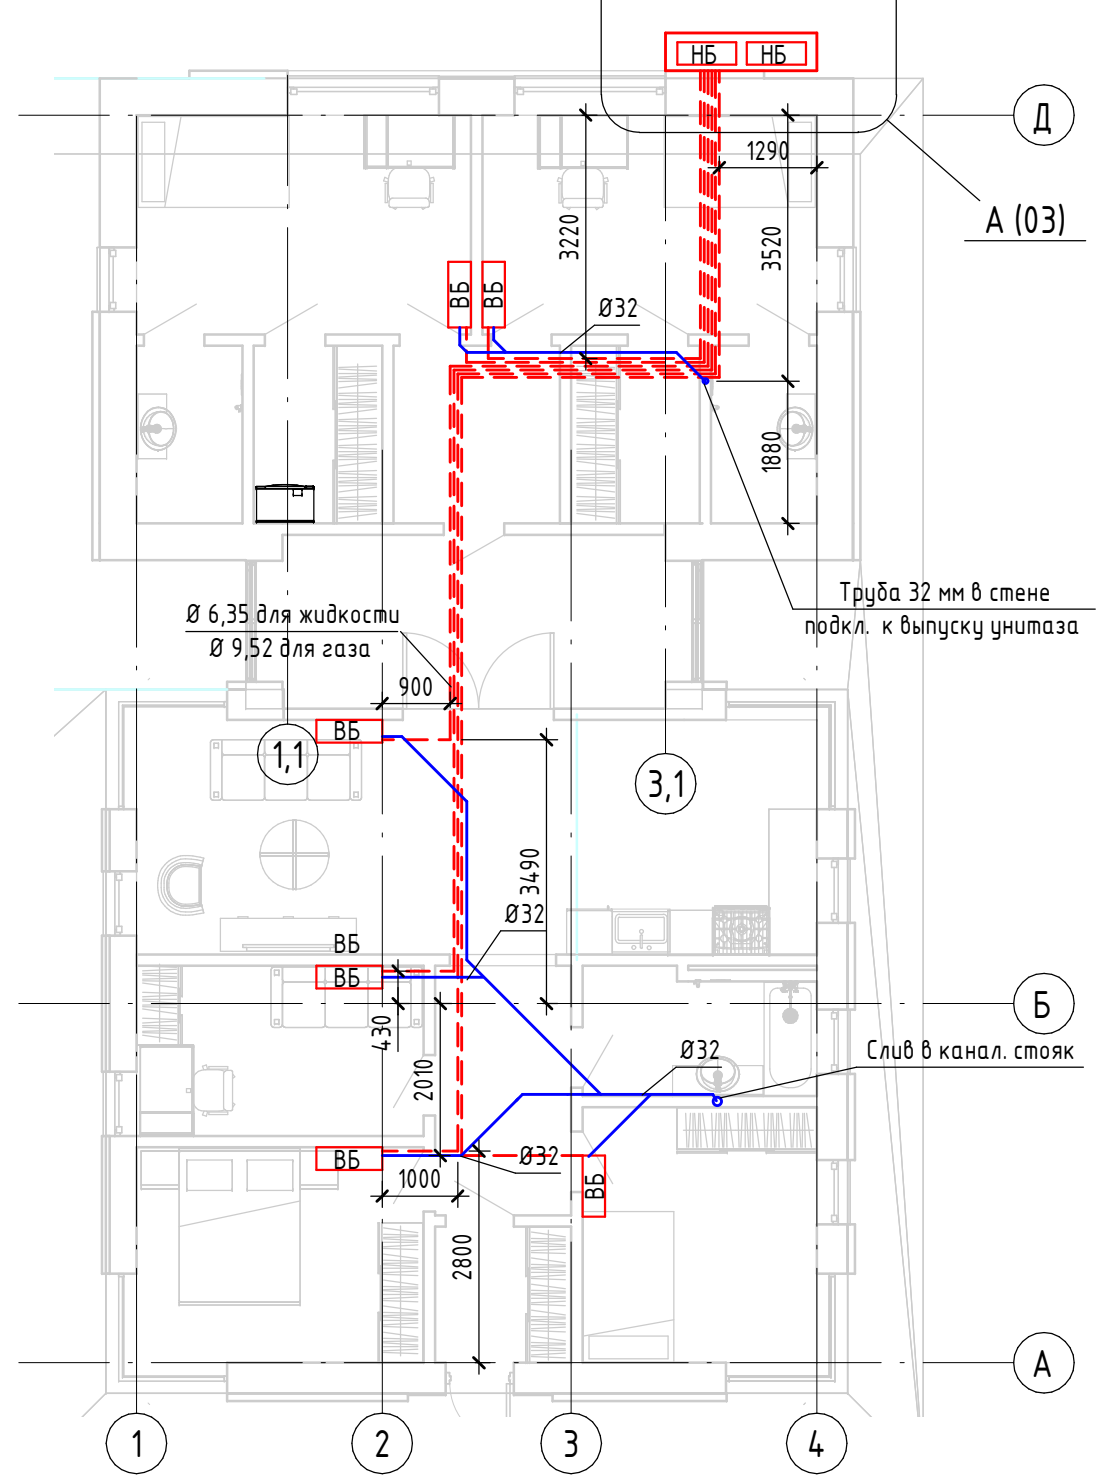 НБ
НБ
Д
1290
А (03)
3220
3520
ВБ
ВБ
Ø32
1880
Труба 32 мм в стене
подкл. к выпуску унитаза
Ø 6,35 для жидкости
Ø 9,52 для газа
900
ВБ
1,1
3,1
3490
Ø32
ВБ
ВБ
430
Б
2010
Ø32
Слив в канал. стояк
ВБ
Ø32
1000
ВБ
2800
А
1
2
3
4